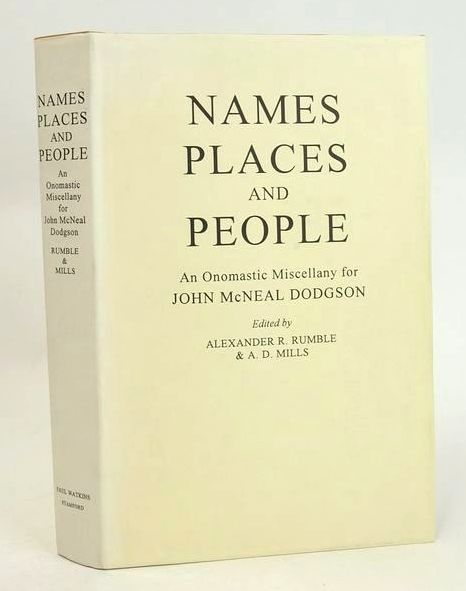 NAMES
PLACES
AND
PEOPLE
An
Onomastic
Miscellany
for
John McNeal
Dodgson
RUMBLE
&
MILLS
PAUL WATKINS
STAMFORD
NAMES
PLACES
AND
PEOPLE
An Onomastic Miscellany for
JOHN McNEAL DODGSON
Edited by
ALEXANDER R. RUMBLE
& A. D. MILLS